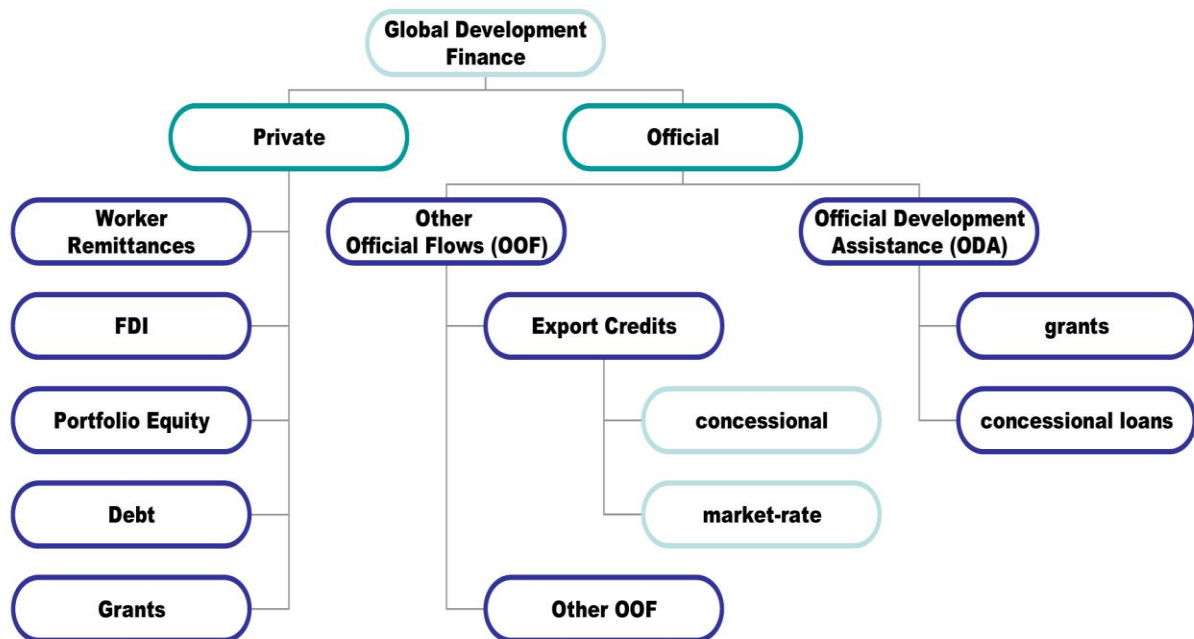 Global Development
Finance
Private
Official
Worker
Remittances
Other
Official Flows (OOF)
Official Development
Assistance (ODA)
FDI
Export Credits
grants
Portfolio Equity
concessional
concessional loans
Debt
market-rate
Grants
Other OOF